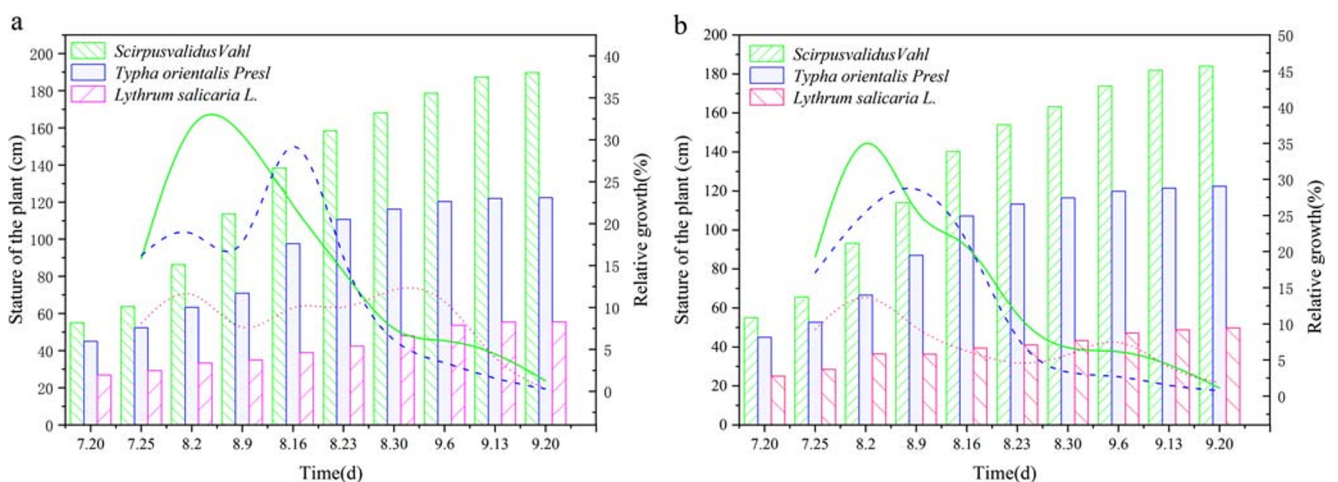 a
Stature of the plant (cm)
210
200
180
160
140
120
100
80
60
40
20
0
ScirpusvalidusVahl
Typha orientalis Presl
Lythrum salicaria L.
40
35
30
25
20
15
10
5
0
Relative growth(%)
7.20 7.25 8.2 8.9 8.16 8.23 8.30 9.6 9.13 9.20
Time(d)
b
Stature of the plant (cm)
200
180
160
140
120
100
80
60
40
20
0
ScirpusvalidusVahl
Typha orientalis Presl
Lythrum salicaria L.
50
45
40
35
30
25
20
15
10
5
0
Relative growth(%)
7.20 7.25 8.2 8.9 8.16 8.23 8.30 9.6 9.13 9.20
Time(d)